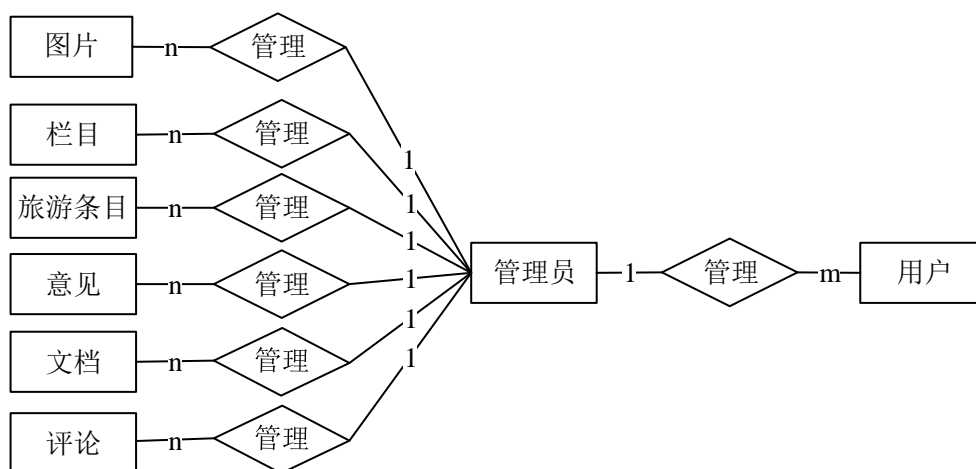 图片 n 管理 1
栏目 n 管理 1
旅游条目 n 管理 1
意见 n 管理 1 管理员 1 管理 m 用户
文档 n 管理 1
评论 n 管理 1